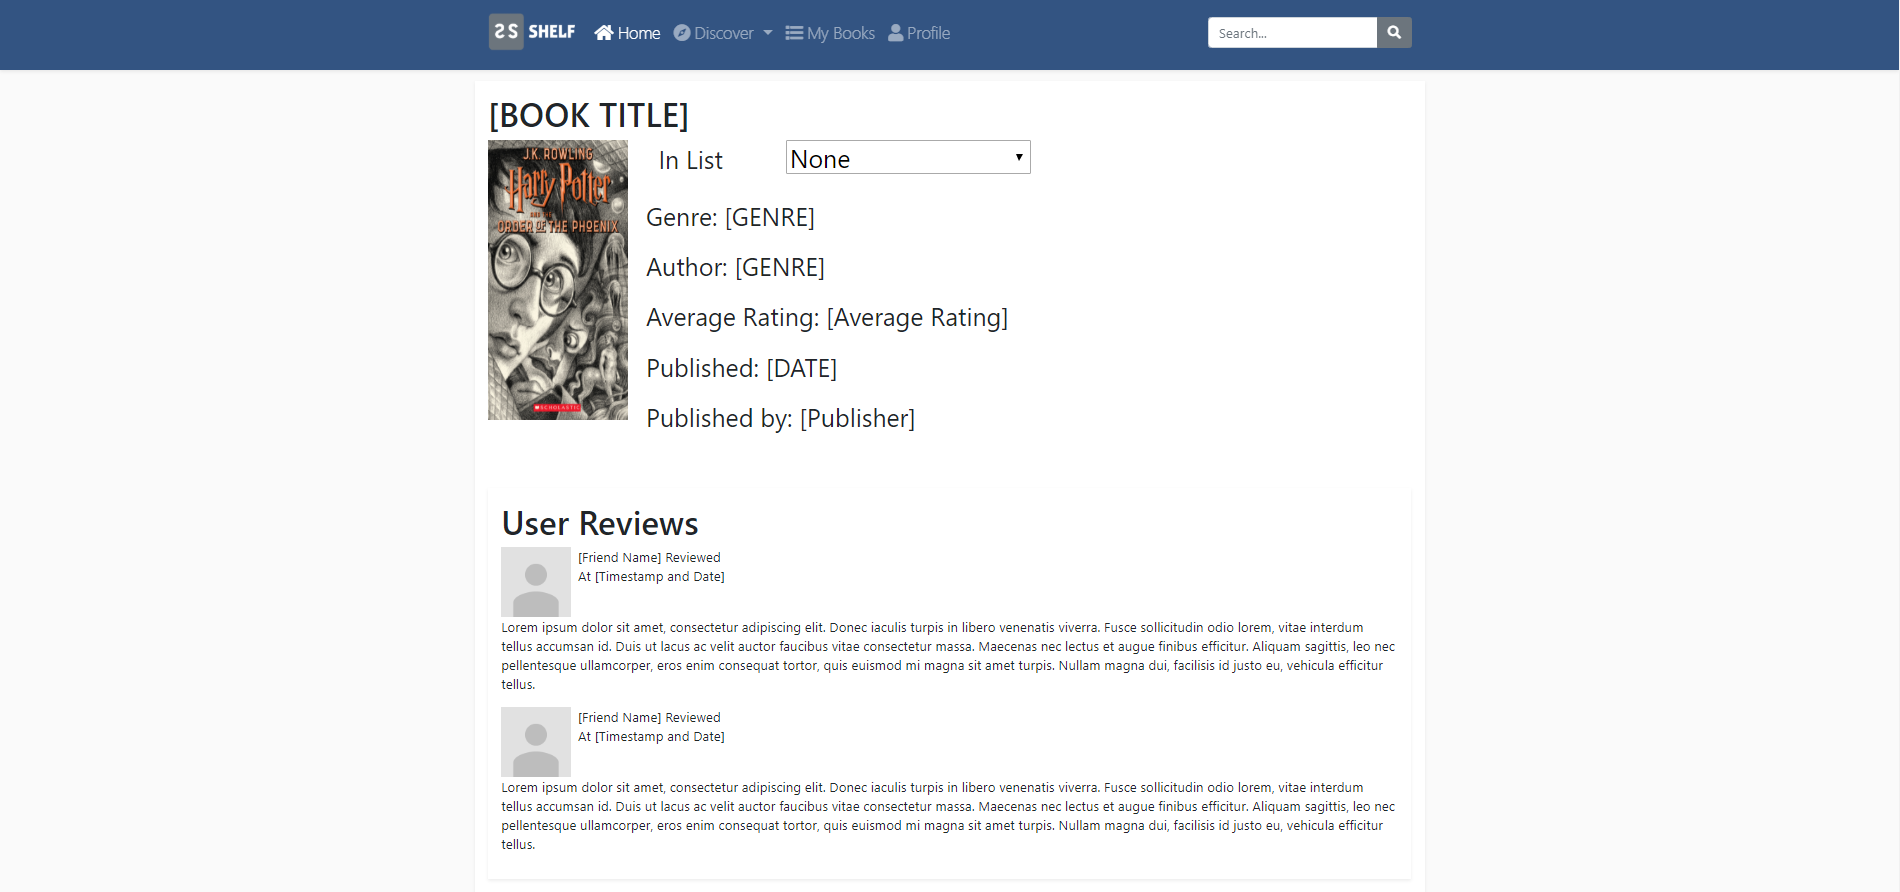 SS SHELF Home Discover My Books Profile Search...
[BOOK TITLE]
J.K. ROWLING
Harry Potter
AND THE
ORDER OF THE PHOENIX
SCHOLASTIC
In List None
Genre: [GENRE]
Author: [GENRE]
Average Rating: [Average Rating]
Published: [DATE]
Published by: [Publisher]
User Reviews
[Friend Name] Reviewed
At [Timestamp and Date]
Lorem ipsum dolor sit amet, consectetur adipiscing elit. Donec iaculis turpis in libero venenatis viverra. Fusce sollicitudin odio lorem, vitae interdum
tellus accumsan id. Duis ut lacus ac velit auctor faucibus vitae consectetur massa. Maecenas nec lectus et augue finibus efficitur. Aliquam sagittis, leo nec
pellentesque ullamcorper, eros enim consequat tortor, quis euismod mi magna sit amet turpis. Nullam magna dui, facilisis id justo eu, vehicula efficitur
tellus.
[Friend Name] Reviewed
At [Timestamp and Date]
Lorem ipsum dolor sit amet, consectetur adipiscing elit. Donec iaculis turpis in libero venenatis viverra. Fusce sollicitudin odio lorem, vitae interdum
tellus accumsan id. Duis ut lacus ac velit auctor faucibus vitae consectetur massa. Maecenas nec lectus et augue finibus efficitur. Aliquam sagittis, leo nec
pellentesque ullamcorper, eros enim consequat tortor, quis euismod mi magna sit amet turpis. Nullam magna dui, facilisis id justo eu, vehicula efficitur
tellus.